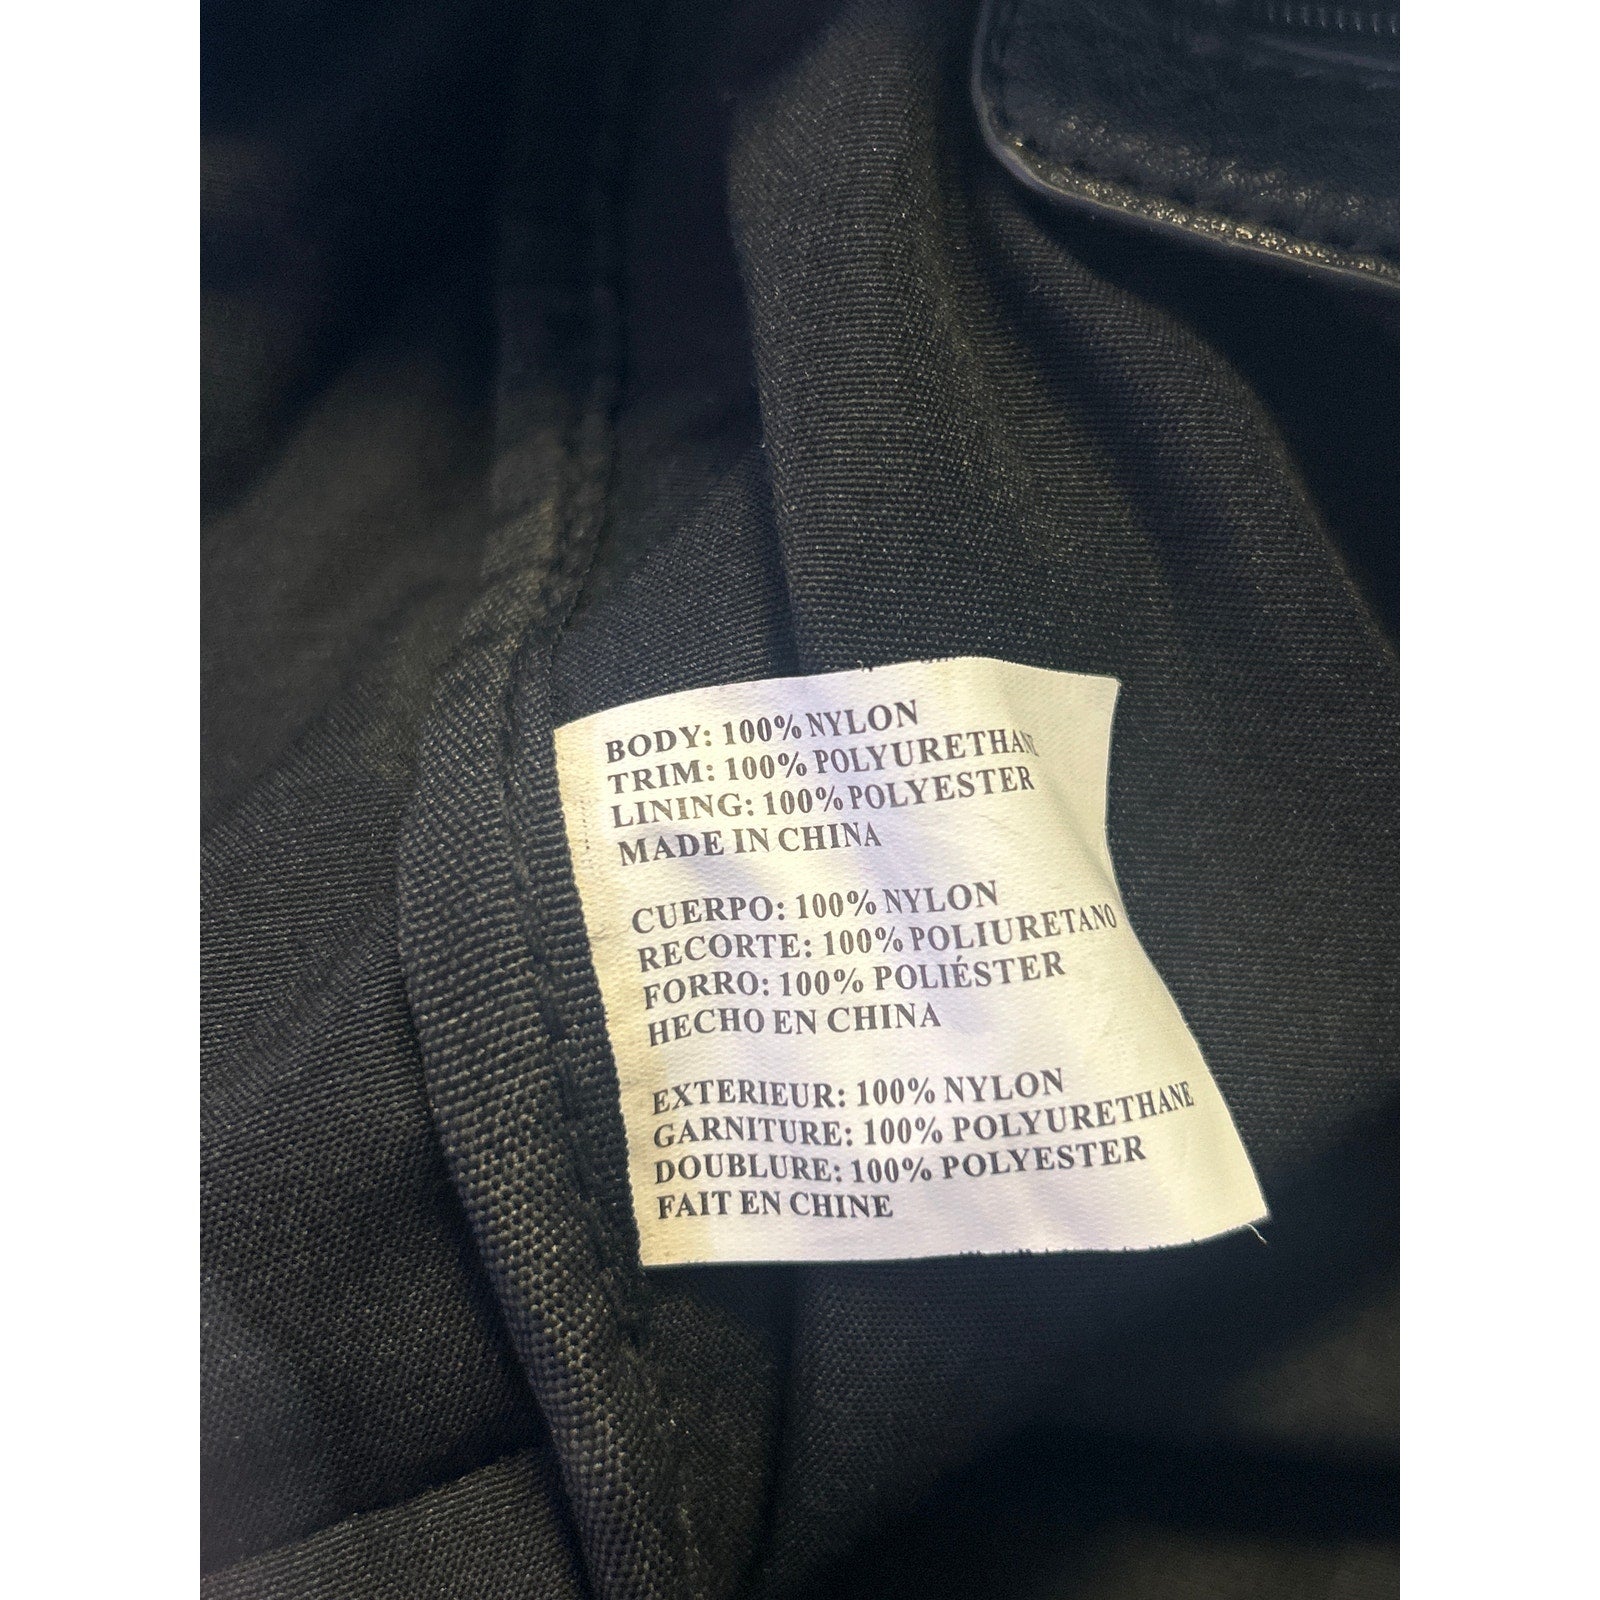 BODY: 100% NYLON
TRIM: 100% POLYURETHANE
LINING: 100% POLYESTER
MADE IN CHINA
CUERPO: 100% NYLON
RECORTE: 100% POLIURETANO
FORRO: 100% POLIÉSTER
HECHO EN CHINA
EXTERIEUR: 100% NYLON
GARNITURE: 100% POLYURETHANE
DOUBLURE: 100% POLYESTER
FAIT EN CHINE